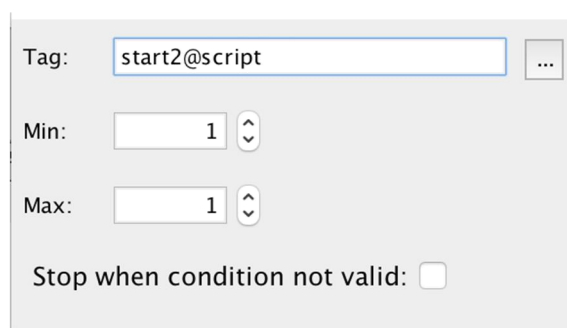 Tag: start2@script ...
Min: 1
Max: 1
Stop when condition not valid: